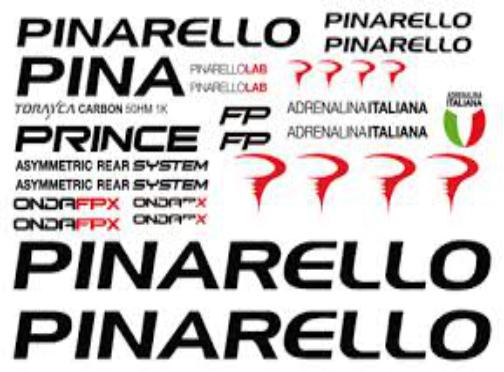 PINARELLO
PINARELLO
PINARELLO
PINA
PINARELLOLAB
PINARELLOLAB
TORAYCA CARBON 50HM 1K
FP
ADRENALINAITALIANA
ADRENALINA
ITALIANA
PRINCE
FP
ADRENALINAITALIANA
ASYMMETRIC REAR SYSTEM
ASYMMETRIC REAR SYSTEM
ONDAFPX
ONDAFPX
ONDAFPX
ONDAFPX
PINARELLO
PINARELLO